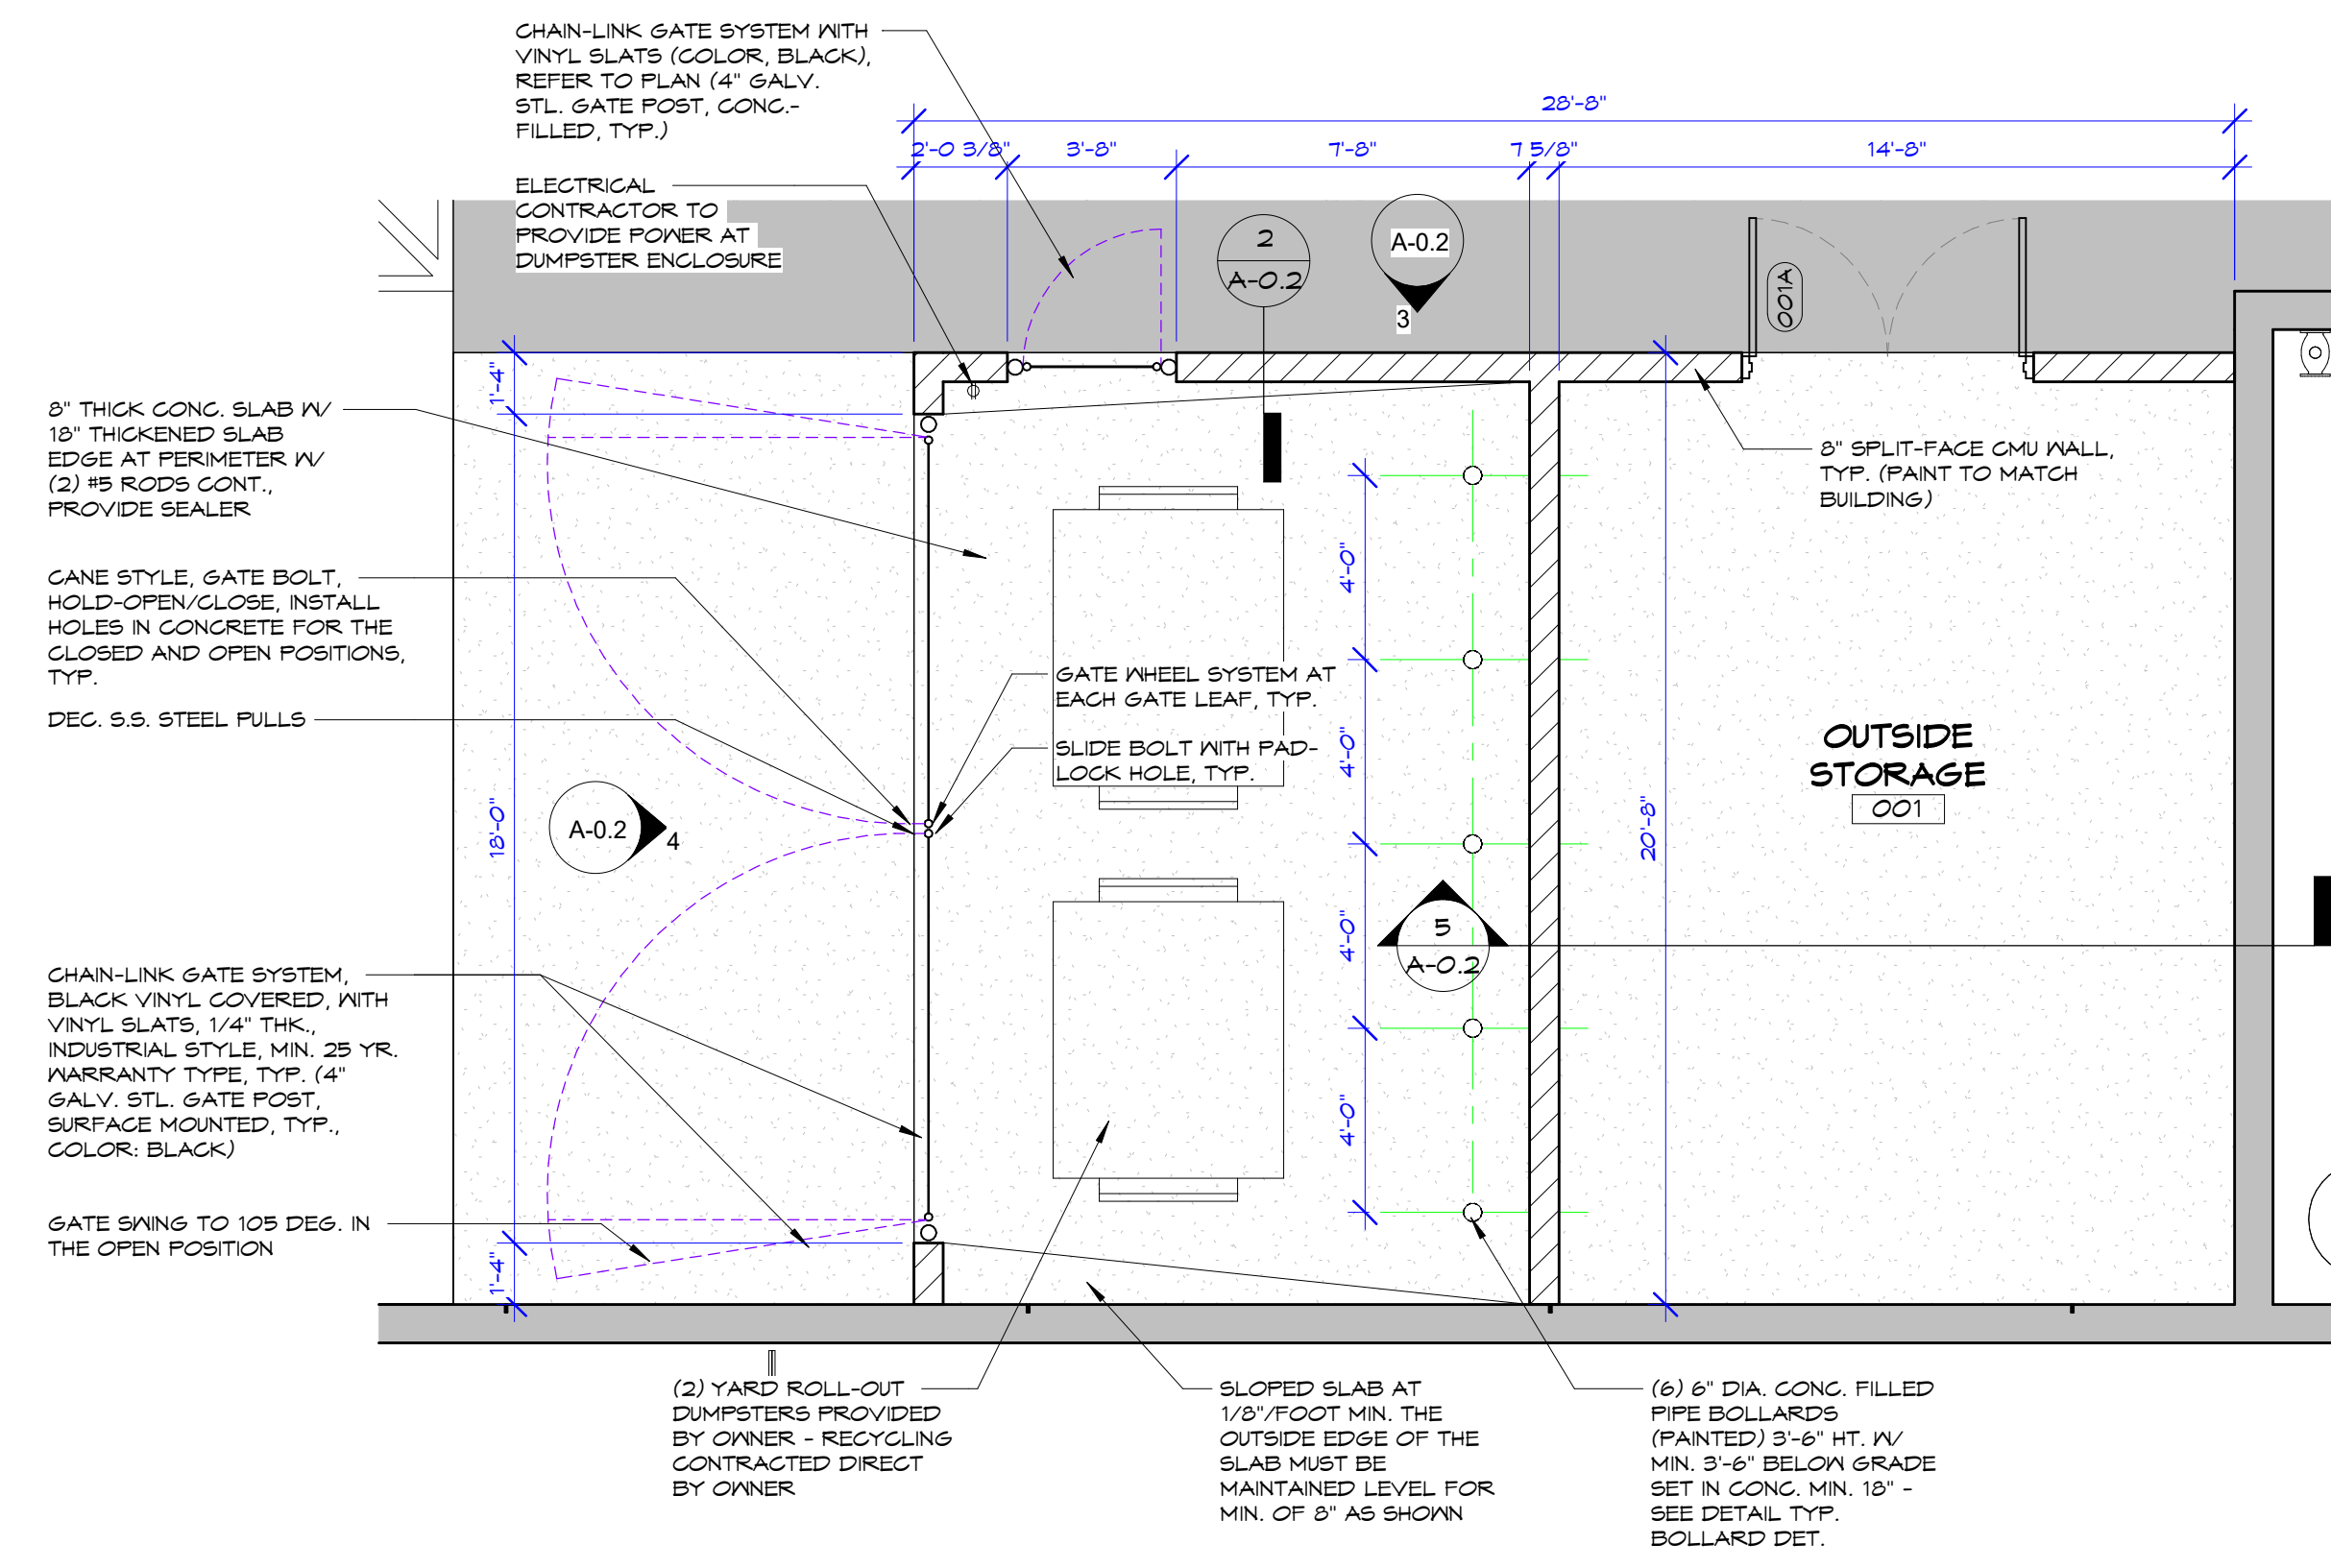 CHAIN-LINK GATE SYSTEM WITH
VINYL SLATS (COLOR, BLACK),
REFER TO PLAN (4" GALV.
STL. GATE POST, CONC.-
FILLED, TYP.)
28'-8"
2'-0 3/8"
3'-8"
7'-8"
7 5/8"
14'-8"
ELECTRICAL
CONTRACTOR TO
PROVIDE POWER AT
DUMPSTER ENCLOSURE
2
A-0.2
A-0.2
3
001A
1'-4"
8" THICK CONC. SLAB W/
18" THICKENED SLAB
EDGE AT PERIMETER W/
(2) #5 RODS CONT.,
PROVIDE SEALER
8" SPLIT-FACE CMU WALL,
TYP. (PAINT TO MATCH
BUILDING)
4'-0"
CANE STYLE, GATE BOLT,
HOLD-OPEN/CLOSE, INSTALL
HOLES IN CONCRETE FOR THE
CLOSED AND OPEN POSITIONS,
TYP.
GATE WHEEL SYSTEM AT
EACH GATE LEAF, TYP.
DEC. S.S. STEEL PULLS
SLIDE BOLT WITH PAD-
LOCK HOLE, TYP.
4'-0"
OUTSIDE
STORAGE
001
18'-0"
A-0.2
4
20'-8"
4'-0"
5
A-0.2
CHAIN-LINK GATE SYSTEM,
BLACK VINYL COVERED, WITH
VINYL SLATS, 1/4" THK.,
INDUSTRIAL STYLE, MIN. 25 YR.
WARRANTY TYPE, TYP. (4"
GALV. STL. GATE POST,
SURFACE MOUNTED, TYP.,
COLOR: BLACK)
4'-0"
GATE SWING TO 105 DEG. IN
THE OPEN POSITION
1'-4"
(2) YARD ROLL-OUT
DUMPSTERS PROVIDED
BY OWNER - RECYCLING
CONTRACTED DIRECT
BY OWNER
SLOPED SLAB AT
1/8"/FOOT MIN. THE
OUTSIDE EDGE OF THE
SLAB MUST BE
MAINTAINED LEVEL FOR
MIN. OF 8" AS SHOWN
(6) 6" DIA. CONC. FILLED
PIPE BOLLARDS
(PAINTED) 3'-6" HT. W/
MIN. 3'-6" BELOW GRADE
SET IN CONC. MIN. 18" -
SEE DETAIL TYP.
BOLLARD DET.